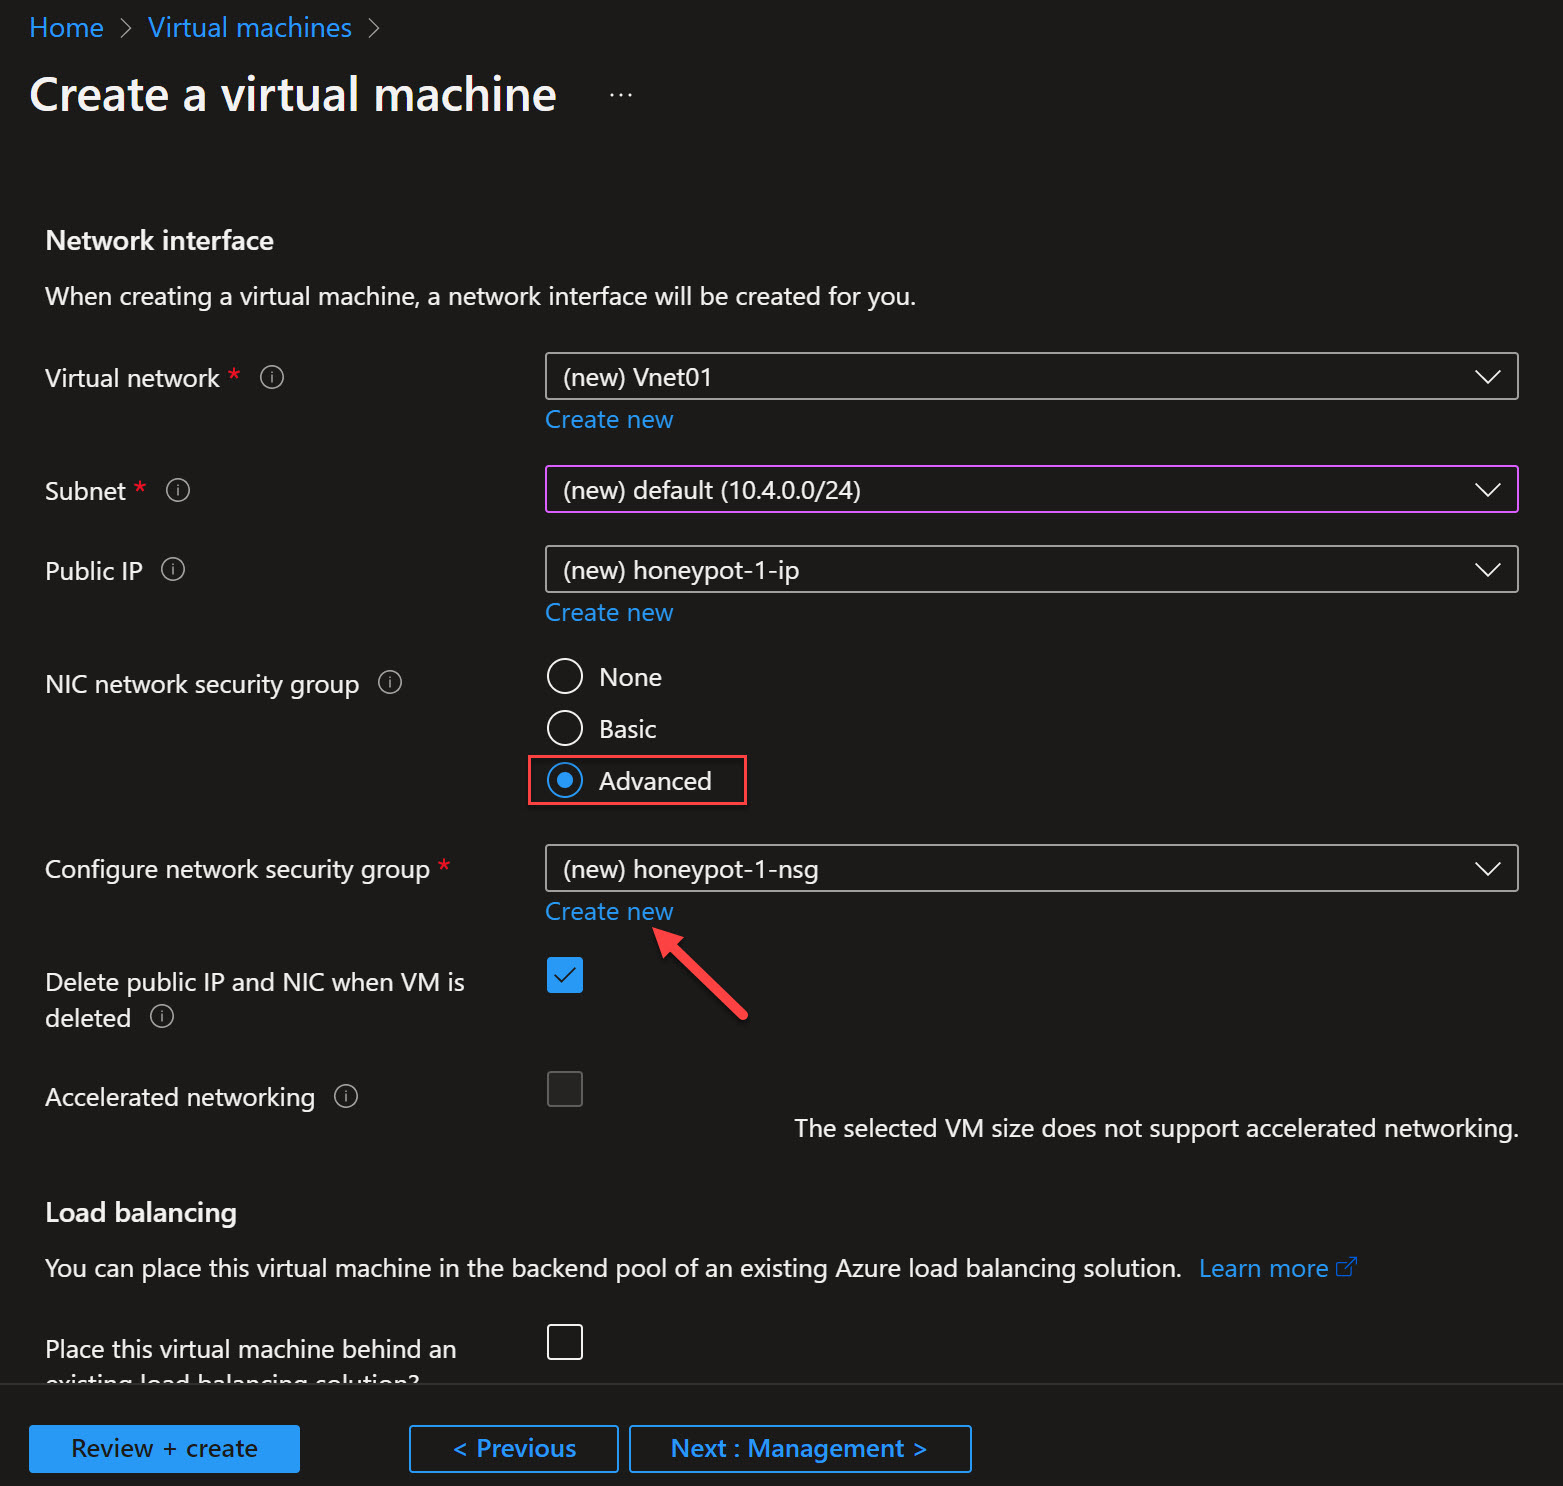 Home > Virtual machines >
Create a virtual machine ...
Network interface
When creating a virtual machine, a network interface will be created for you.
Virtual network *
(new) Vnet01
Create new
Subnet *
(new) default (10.4.0.0/24)
Public IP
(new) honeypot-1-ip
Create new
NIC network security group
None
Basic
Advanced
Configure network security group *
(new) honeypot-1-nsg
Create new
Delete public IP and NIC when VM is
deleted
Accelerated networking
The selected VM size does not support accelerated networking.
Load balancing
You can place this virtual machine in the backend pool of an existing Azure load balancing solution. Learn more
Place this virtual machine behind an
existing load balancing solution?
Review + create
< Previous
Next : Management >